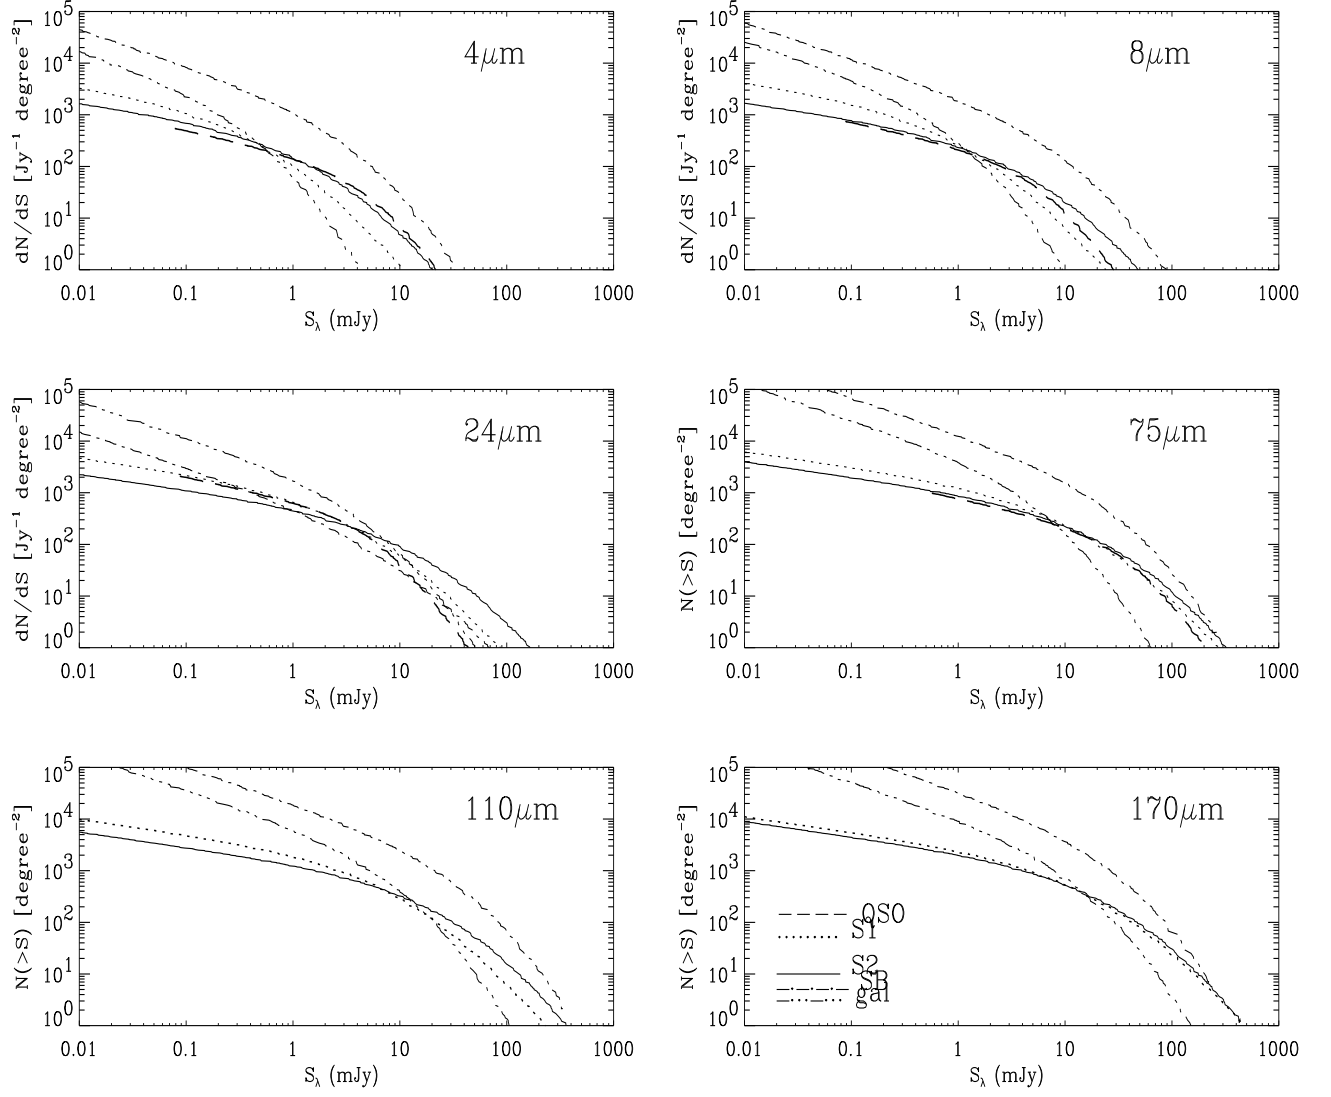 4μm
10^5
10^4
10^3
10^2
10^1
10^0
dN/dS [Jy^-1 degree^-2]
0.01 0.1 1 10 100 1000
S_λ (mJy)
8μm
10^5
10^4
10^3
10^2
10^1
10^0
dN/dS [Jy^-1 degree^-2]
0.01 0.1 1 10 100 1000
S_λ (mJy)
24μm
10^5
10^4
10^3
10^2
10^1
10^0
dN/dS [Jy^-1 degree^-2]
0.01 0.1 1 10 100 1000
S_λ (mJy)
75μm
10^5
10^4
10^3
10^2
10^1
10^0
N(>S) [degree^-2]
0.01 0.1 1 10 100 1000
S_λ (mJy)
110μm
10^5
10^4
10^3
10^2
10^1
10^0
N(>S) [degree^-2]
0.01 0.1 1 10 100 1000
S_λ (mJy)
170μm
10^5
10^4
10^3
10^2
10^1
10^0
N(>S) [degree^-2]
QSO
S1
S2
SB
gal
0.01 0.1 1 10 100 1000
S_λ (mJy)